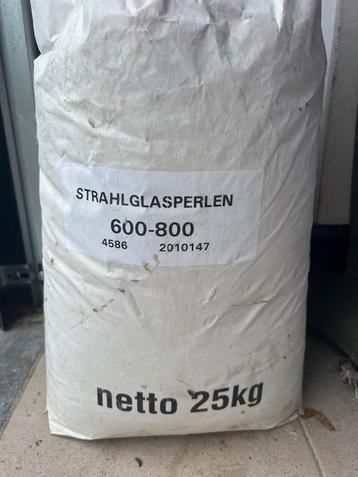 STRAHLGLASPERLEN
600-800
4586 2010147
netto 25kg